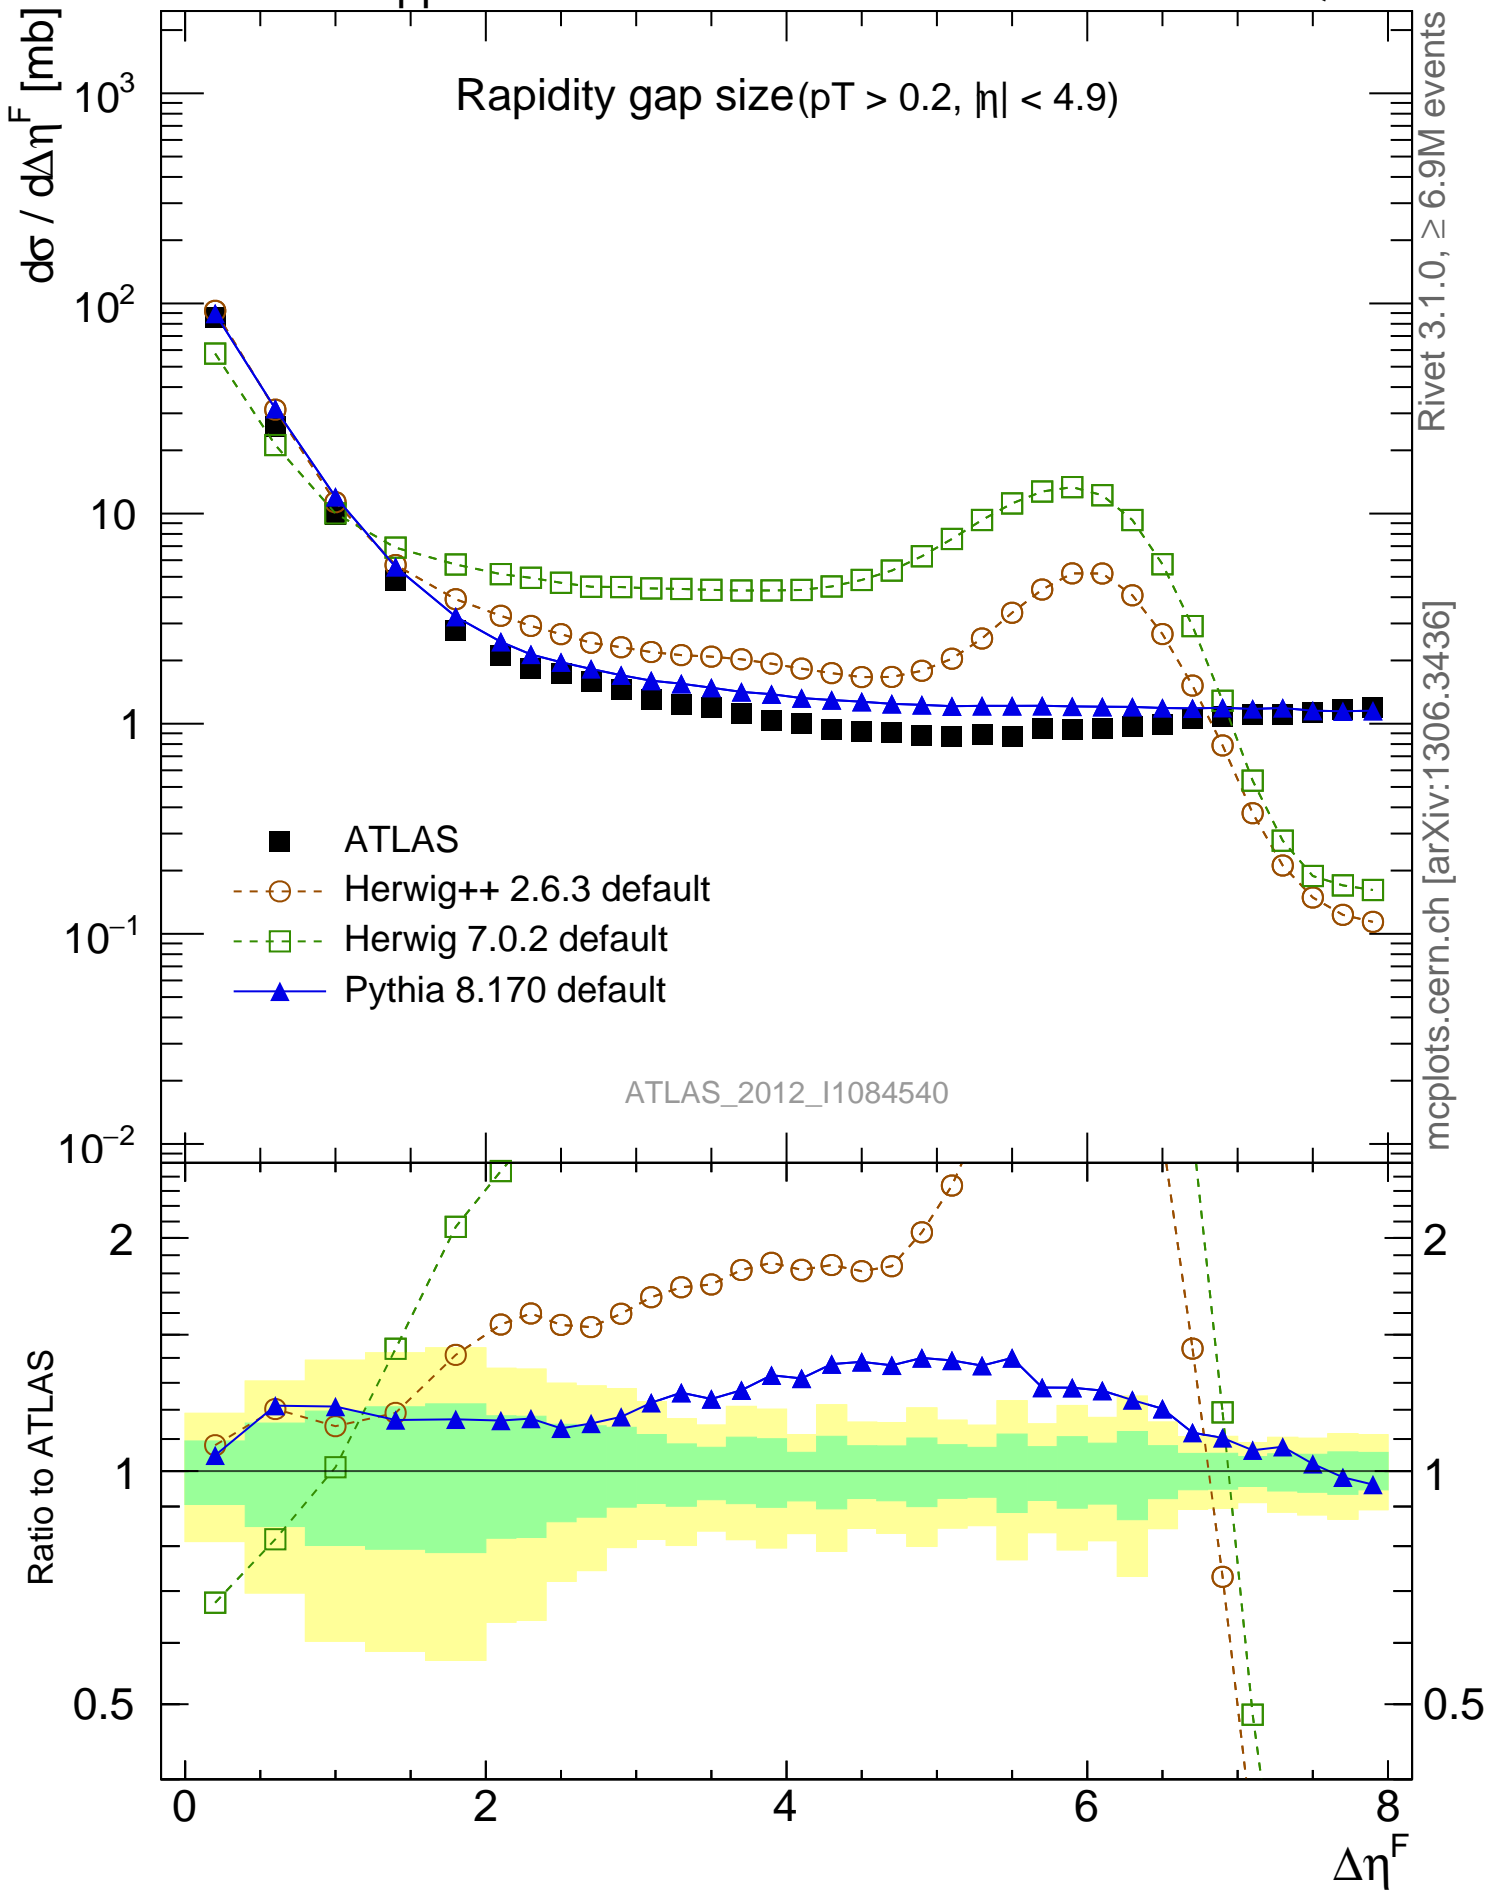 Rapidity gap size (pT > 0.2, |η| < 4.9)
dσ / dΔη^F [mb]
10^3
10^2
10
1
10^−1
10^−2
ATLAS
Herwig++ 2.6.3 default
Herwig 7.0.2 default
Pythia 8.170 default
ATLAS_2012_I1084540
Rivet 3.1.0, ≥ 6.9M events
mcplots.cern.ch [arXiv:1306.3436]
Ratio to ATLAS
2
1
0.5
2
1
0.5
0 2 4 6 8
Δη^F